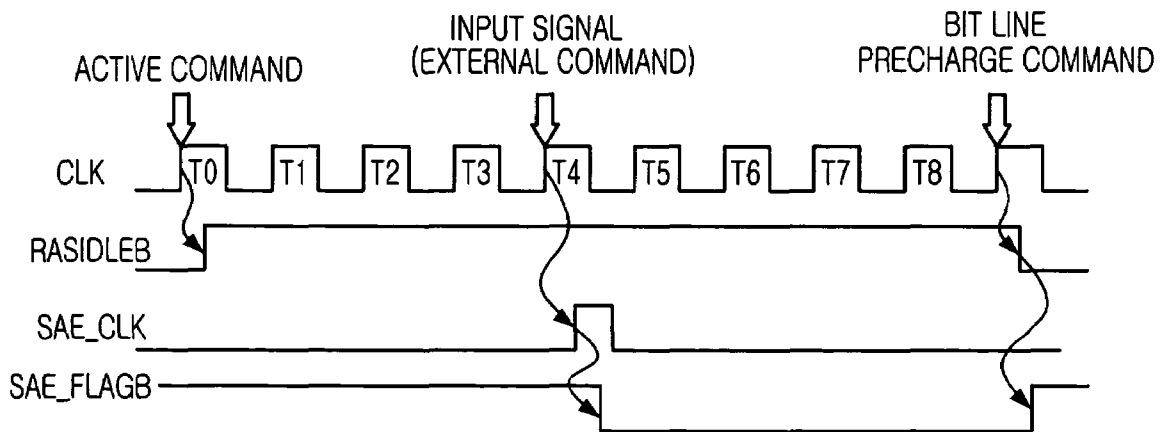 ACTIVE COMMAND
INPUT SIGNAL
(EXTERNAL COMMAND)
BIT LINE
PRECHARGE COMMAND
CLK T0 T1 T2 T3 T4 T5 T6 T7 T8
RASIDLEB
SAE_CLK
SAE_FLAGB